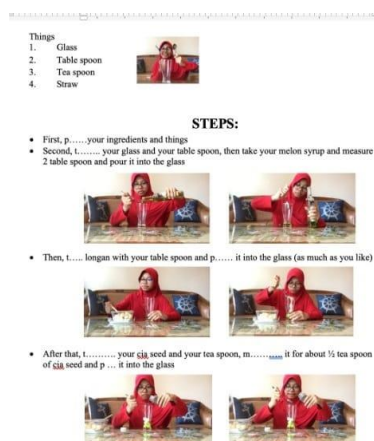 Things
1. Glass
2. Table spoon
3. Tea spoon
4. Straw
STEPS:
• First, p……your ingredients and things
• Second, t…….. your glass and your table spoon, then take your melon syrup and measure
2 table spoon and pour it into the glass
• Then, t….. longan with your table spoon and p…… it into the glass (as much as you like)
• After that, t………. your cia seed and your tea spoon, m………. it for about ½ tea spoon
of cia seed and p … it into the glass